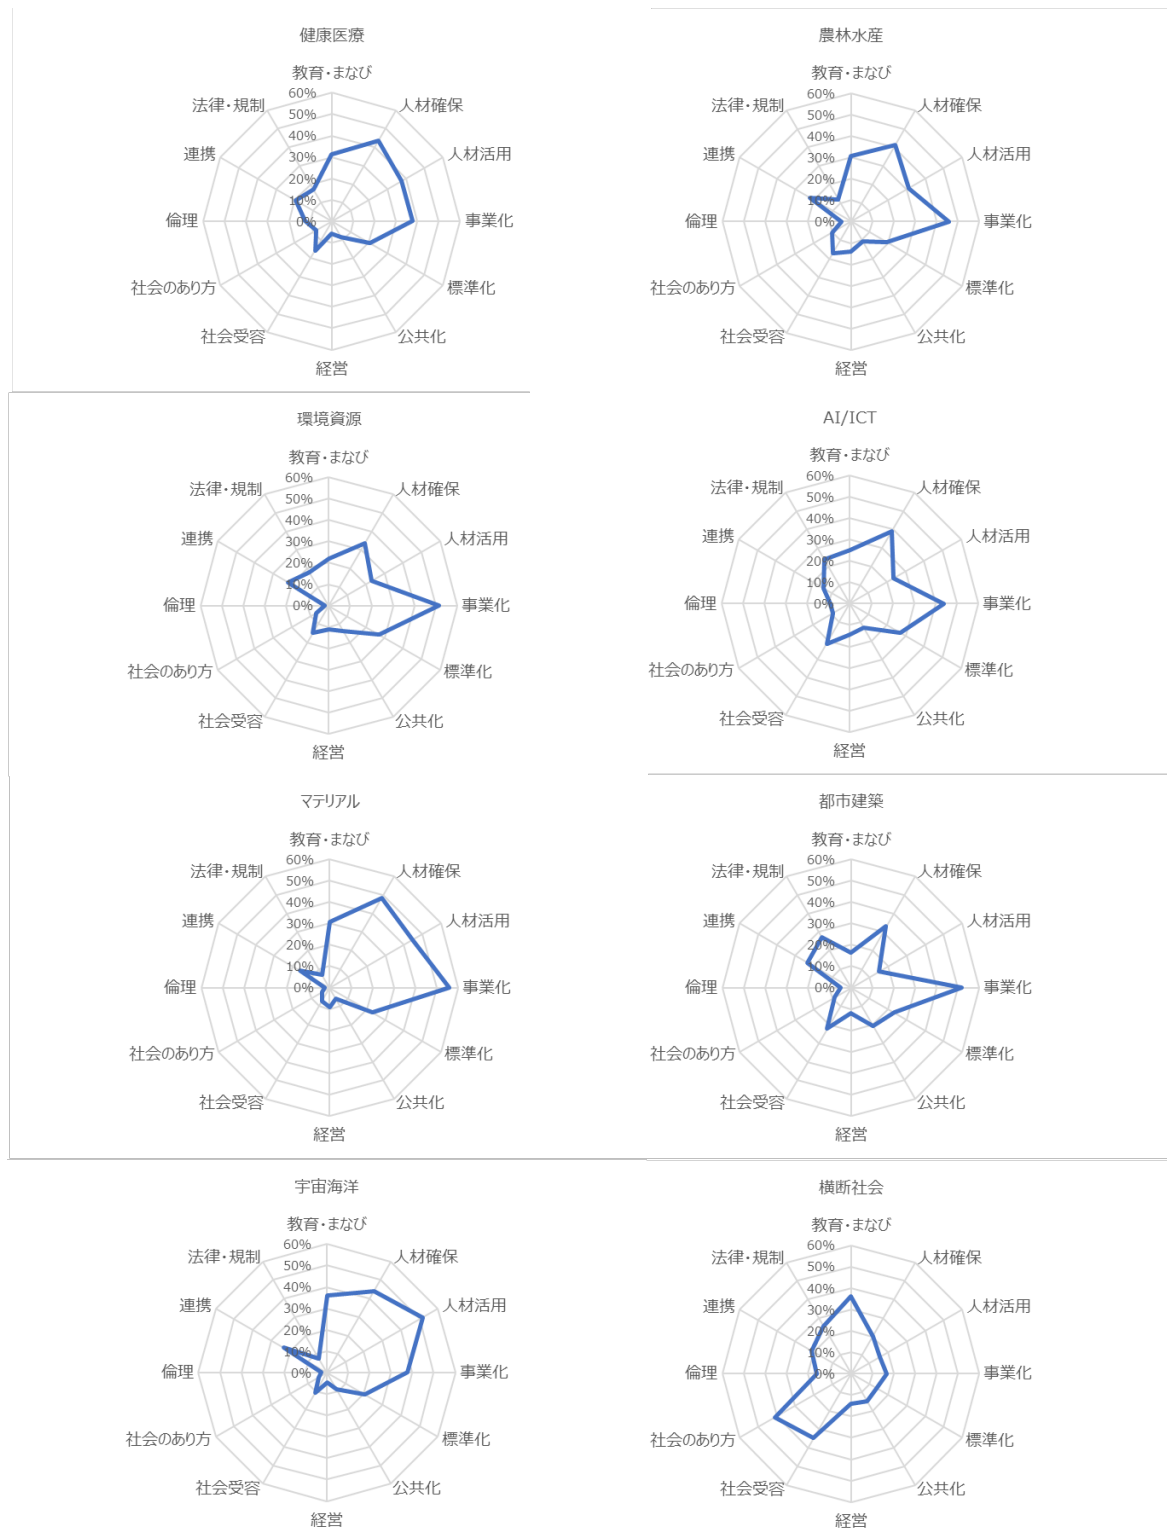 健康医療
教育・まなび
60%
法律・規制
人材確保
50%
40%
連携
人材活用
30%
20%
10%
倫理
0%
事業化
社会のあり方
標準化
社会受容
公共化
経営
農林水産
教育・まなび
60%
法律・規制
人材確保
50%
40%
連携
人材活用
30%
20%
10%
倫理
0%
事業化
社会のあり方
標準化
社会受容
公共化
経営
環境資源
教育・まなび
60%
法律・規制
人材確保
50%
40%
連携
人材活用
30%
20%
10%
倫理
0%
事業化
社会のあり方
標準化
社会受容
公共化
経営
AI/ICT
教育・まなび
60%
法律・規制
人材確保
50%
40%
連携
人材活用
30%
20%
10%
倫理
0%
事業化
社会のあり方
標準化
社会受容
公共化
経営
マテリアル
教育・まなび
60%
法律・規制
人材確保
50%
40%
連携
人材活用
30%
20%
10%
倫理
0%
事業化
社会のあり方
標準化
社会受容
公共化
経営
都市建築
教育・まなび
60%
法律・規制
人材確保
50%
40%
連携
人材活用
30%
20%
10%
倫理
0%
事業化
社会のあり方
標準化
社会受容
公共化
経営
宇宙海洋
教育・まなび
60%
法律・規制
人材確保
50%
40%
連携
人材活用
30%
20%
10%
倫理
0%
事業化
社会のあり方
標準化
社会受容
公共化
経営
横断社会
教育・まなび
60%
法律・規制
人材確保
50%
40%
連携
人材活用
30%
20%
10%
倫理
0%
事業化
社会のあり方
標準化
社会受容
公共化
経営